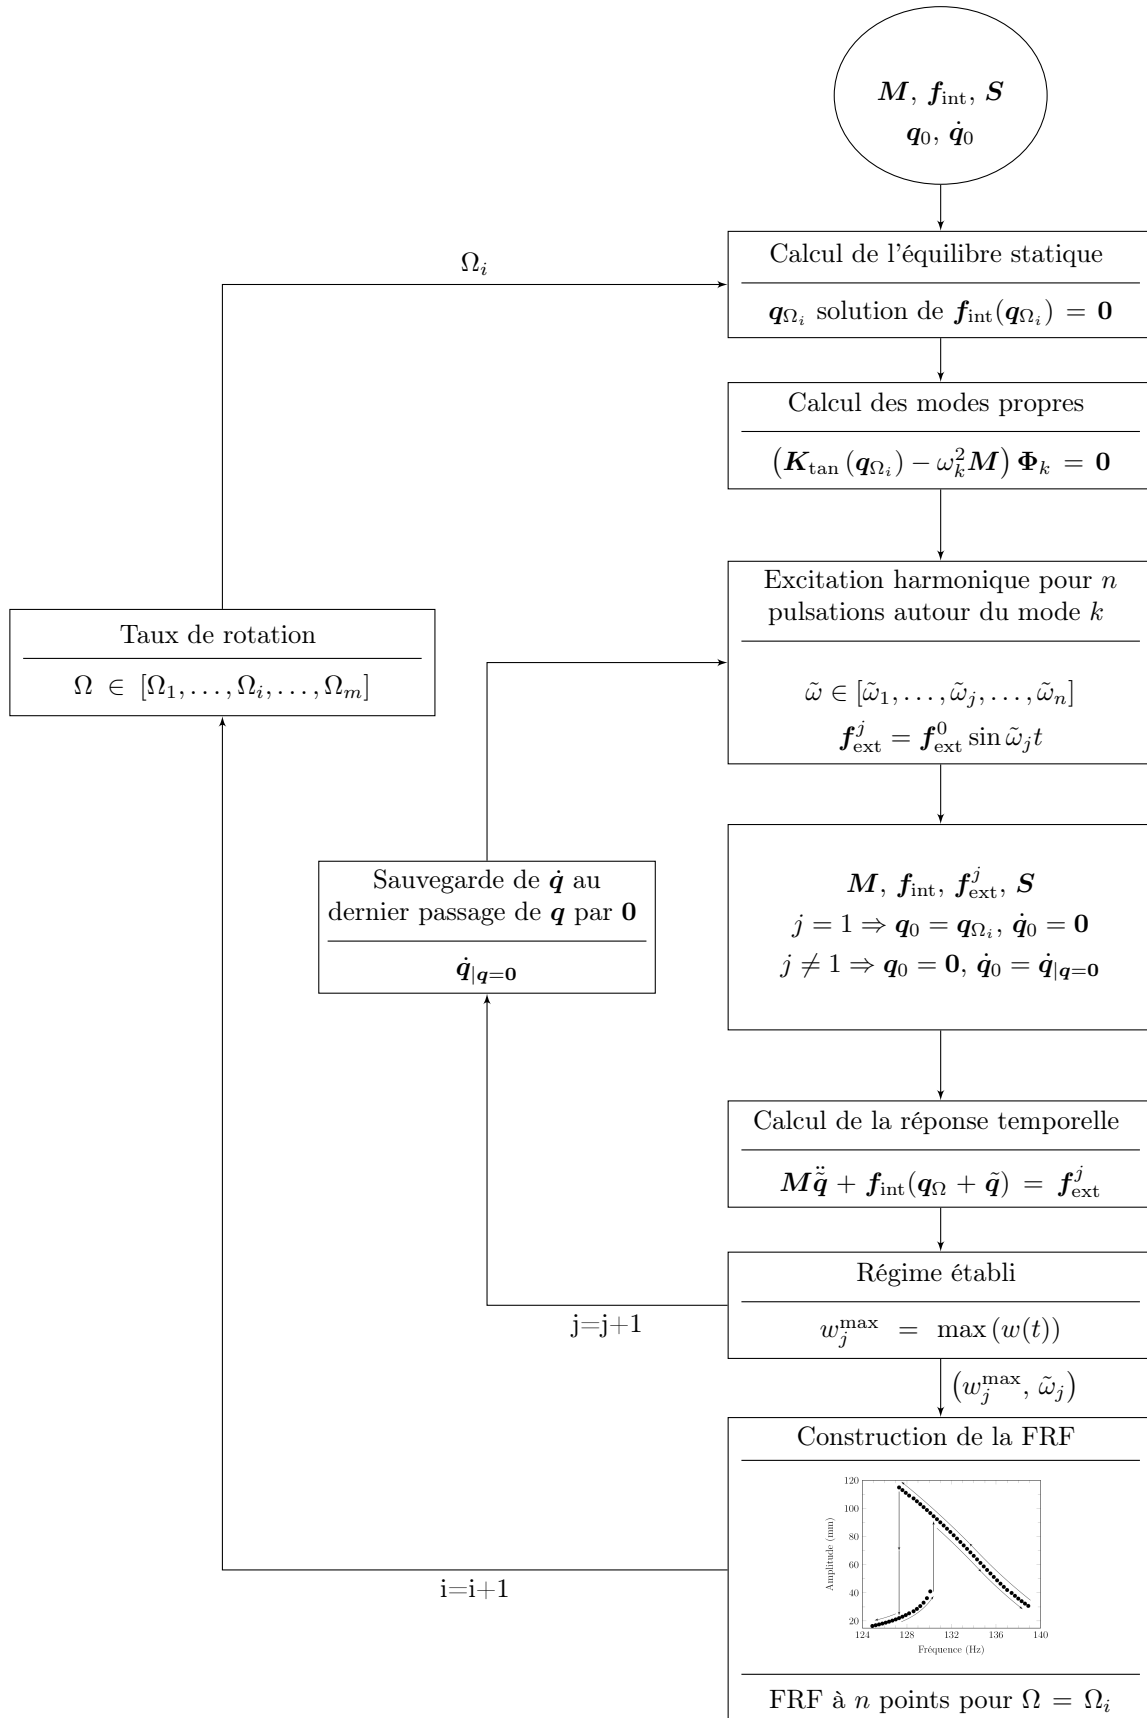 M, f_int, S
q_0, q̇_0
Ω_i
Calcul de l'équilibre statique
q_{Ω_i} solution de f_int(q_{Ω_i}) = 0
Calcul des modes propres
(K_tan (q_{Ω_i}) − ω_k^2 M) Φ_k = 0
Excitation harmonique pour n
pulsations autour du mode k
ω̃ ∈ [ω̃_1, . . . , ω̃_j, . . . , ω̃_n]
f_ext^j = f_ext^0 sin ω̃_j t
Taux de rotation
Ω ∈ [Ω_1, . . . , Ω_i, . . . , Ω_m]
M, f_int, f_ext^j, S
j = 1 ⇒ q_0 = q_{Ω_i}, q̇_0 = 0
j ≠ 1 ⇒ q_0 = 0, q̇_0 = q̇_{|q=0}
Sauvegarde de q̇ au
dernier passage de q par 0
q̇_{|q=0}
Calcul de la réponse temporelle
M q̃̈ + f_int(q_Ω + q̃) = f_ext^j
Régime établi
w_j^max = max (w(t))
j=j+1
(w_j^max, ω̃_j)
Construction de la FRF
120
100
80
60
40
20
Amplitude (mm)
124 128 132 136 140
Fréquence (Hz)
i=i+1
FRF à n points pour Ω = Ω_i